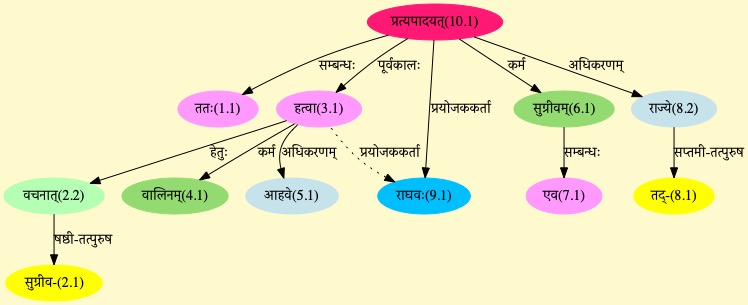 प्रत्यपादयत्(10.1)
सम्बन्धः पूर्वकालः कर्म अधिकरणम्
ततः(1.1) हत्वा(3.1) प्रयोजककर्ता सुग्रीवम्(6.1) राज्ये(8.2)
हेतुः कर्म अधिकरणम् प्रयोजककर्ता सम्बन्धः सप्तमी-तत्पुरुष
वचनात्(2.2) वालिनम्(4.1) आहवे(5.1) राघवः(9.1) एव(7.1) तद्-(8.1)
षष्ठी-तत्पुरुष
सुग्रीव-(2.1)